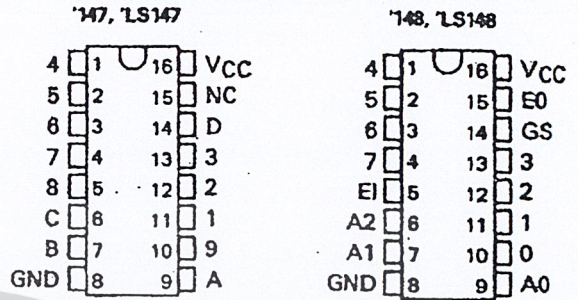 '147, 'LS147
4 1 16 VCC
5 2 15 NC
6 3 14 D
7 4 13 3
8 5 12 2
C 6 11 1
B 7 10 9
GND 8 9 A
'148, 'LS148
4 1 16 VCC
5 2 15 E0
6 3 14 GS
7 4 13 3
EI 5 12 2
A2 6 11 1
A1 7 10 0
GND 8 9 A0